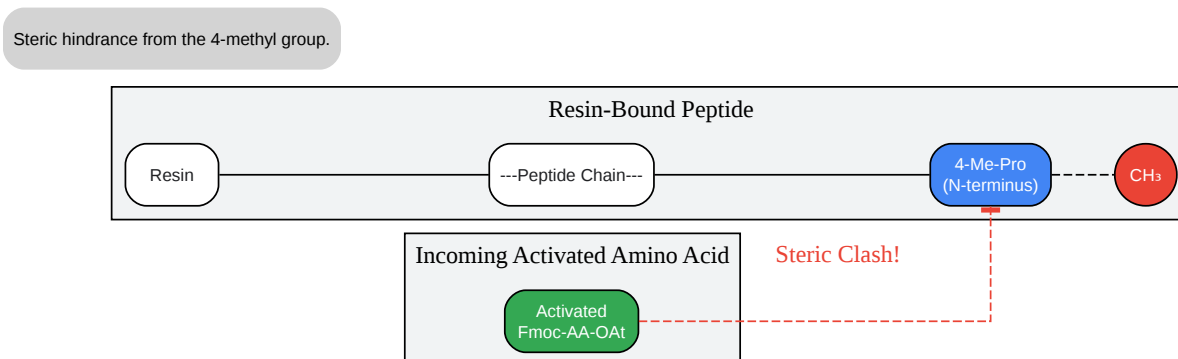 Steric hindrance from the 4-methyl group.
Resin-Bound Peptide
Resin
---Peptide Chain---
4-Me-Pro
(N-terminus)
CH₃
Incoming Activated Amino Acid
Steric Clash!
Activated
Fmoc-AA-OAt